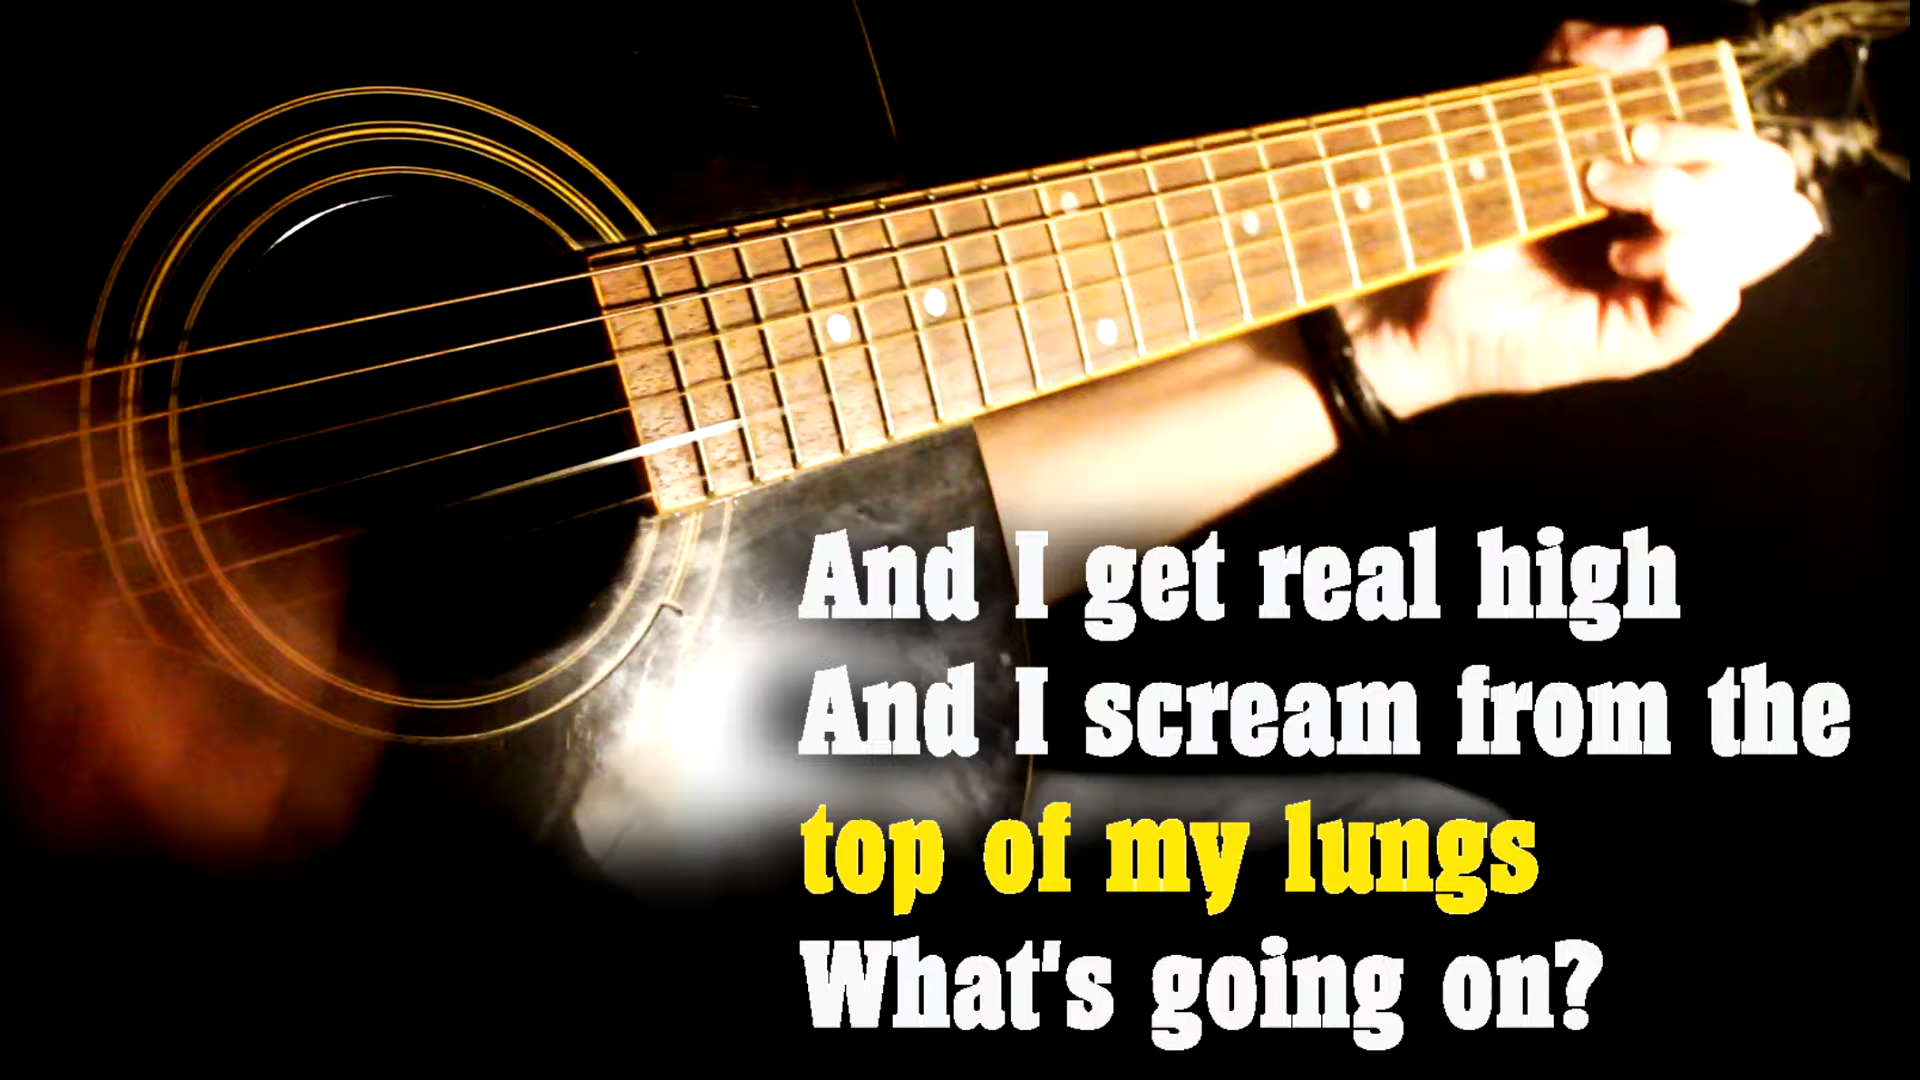 And I get real high
And I scream from the
top of my lungs
What's going on?